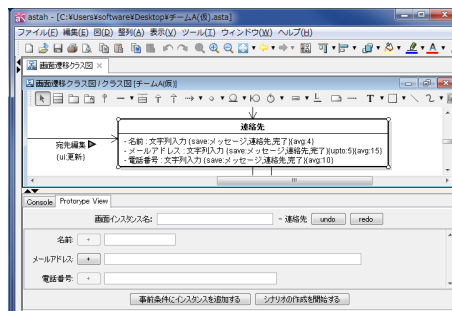 astah - [C:¥Users¥software¥Desktop¥チームA(仮).asta]
ファイル(F) 編集(E) 図(D) 整列(A) 表示(V) ツール(T) ウィンドウ(W) ヘルプ(H)
画面遷移クラス図 ×
画面遷移クラス図 / クラス図 [チームA(仮)]
連絡先
宛先編集 ▶
{ui:更新}
- 名前 : 文字列入力 {save:メッセージ,連絡先,完了}{avg:4}
- メールアドレス : 文字列入力 {save:メッセージ,連絡先,完了}{upto:5}{avg:15}
- 電話番号 : 文字列入力 {save:メッセージ,連絡先,完了}{avg:10}
Console Prototype View
画面インスタンス名: - 連絡先 undo redo
名前: +
メールアドレス: +
電話番号: +
事前条件にインスタンスを追加する シナリオの作成を開始する